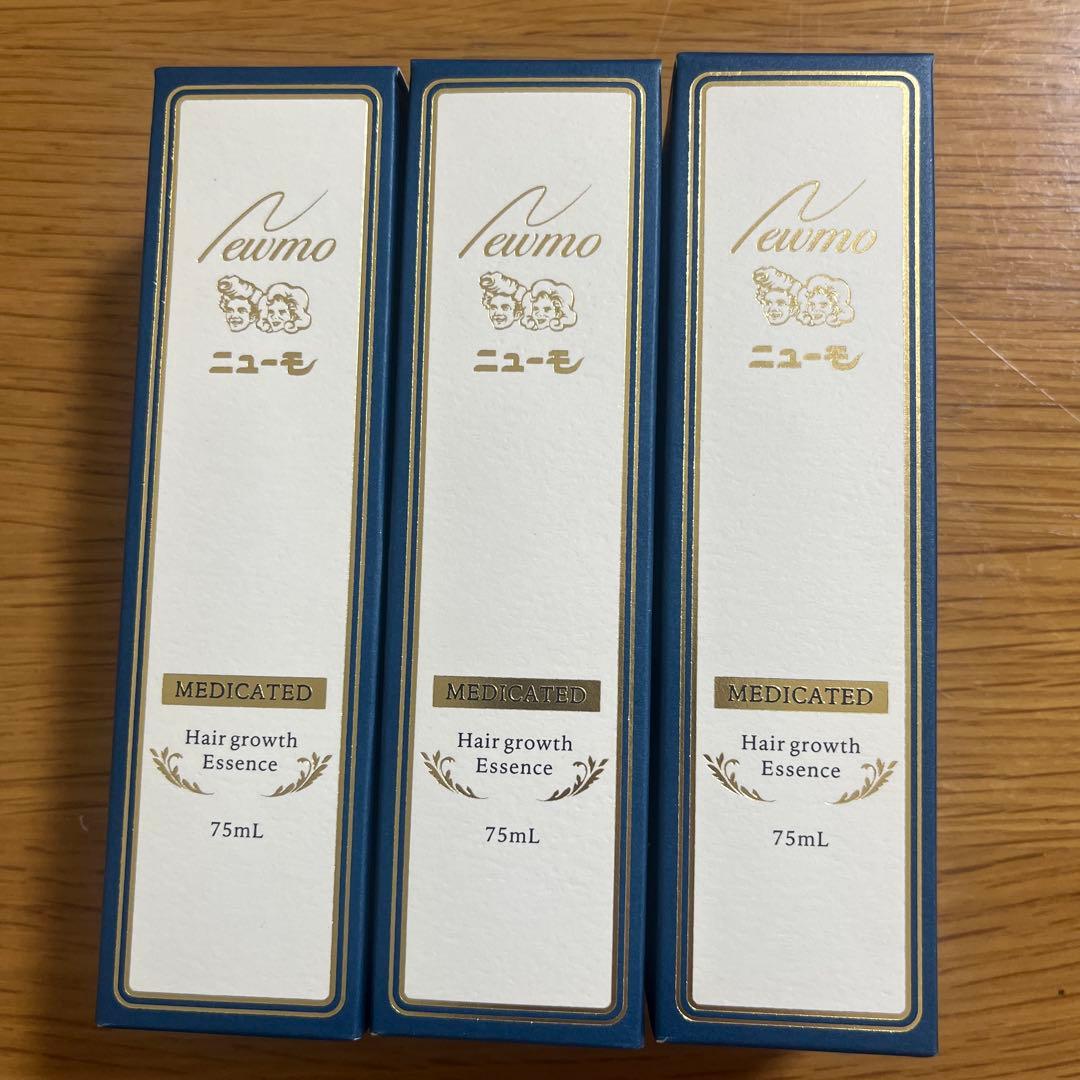 Newmo
ニューモ
MEDICATED
Hair growth
Essence
75mL
Newmo
ニューモ
MEDICATED
Hair growth
Essence
75mL
Newmo
ニューモ
MEDICATED
Hair growth
Essence
75mL